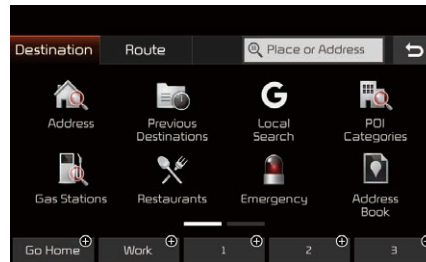 Destination Route Place or Address
Address Previous Destinations Local Search POI Categories
Gas Stations Restaurants Emergency Address Book
Go Home Work 1 2 3